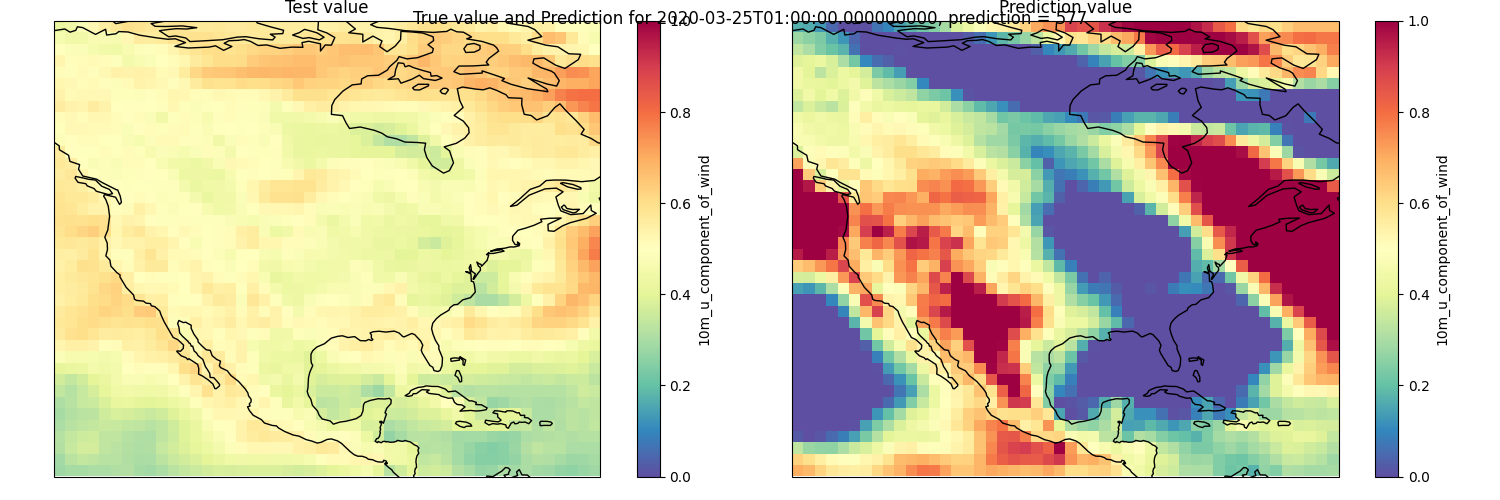 Test value
Prediction value
True value and Prediction for 2020-03-25T01:00:00.000000000, prediction = 577
1.0
0.8
0.6
0.4
0.2
0.0
10m_u_component_of_wind
1.0
0.8
0.6
0.4
0.2
0.0
10m_u_component_of_wind